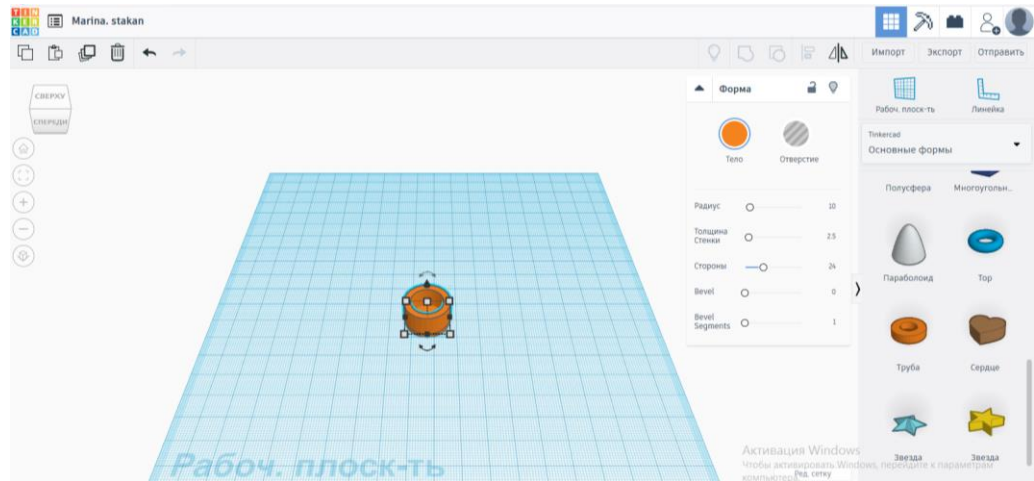 TIN
KER
CAD
Marina. stakan
Импорт
Экспорт
Отправить
СВЕРХУ
СПЕРЕДИ
Форма
Тело
Отверстие
Радиус 10
Толщина
Стенки 2.5
Стороны 24
Bevel 0
Bevel
Segments 1
Рабоч. плоск-ть
Линейка
Tinkercad
Основные формы
Полусфера
Многоугольн...
Параболоид
Тор
Труба
Сердце
Звезда
Звезда
Рабоч. плоск-ть
Активация Windows
Чтобы активировать Windows, перейдите к параметрам
компьютера.
Ред. сетку